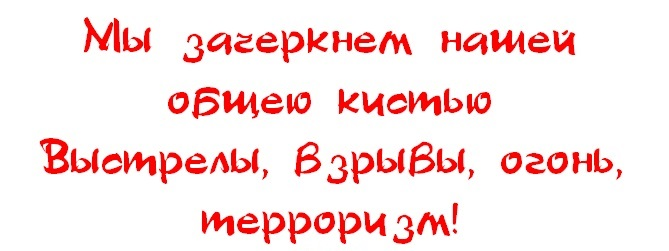 Мы зачеркнем нашей
общею кистью
Выстрелы, взрывы, огонь,
терроризм!